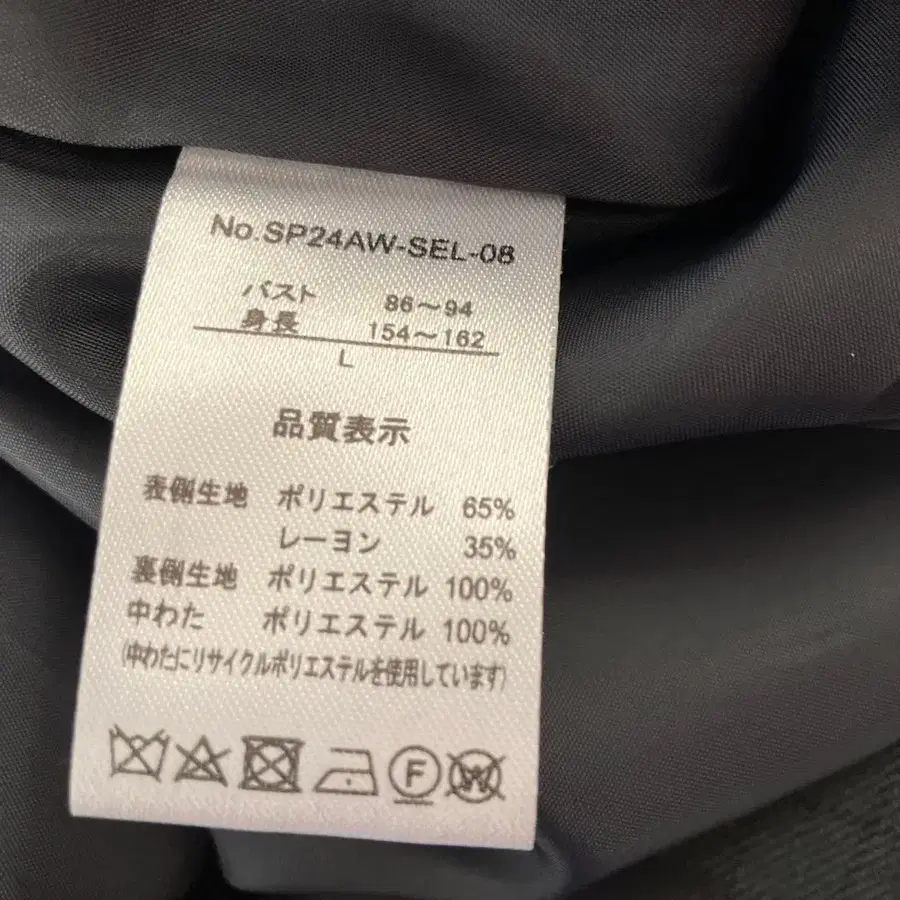 No.SP24AW-SEL-08
バスト 86～94
身長 154～162
L
品質表示
表側生地 ポリエステル 65%
レーヨン 35%
裏側生地 ポリエステル 100%
中わた ポリエステル 100%
(中わたにリサイクルポリエステルを使用しています)
F W